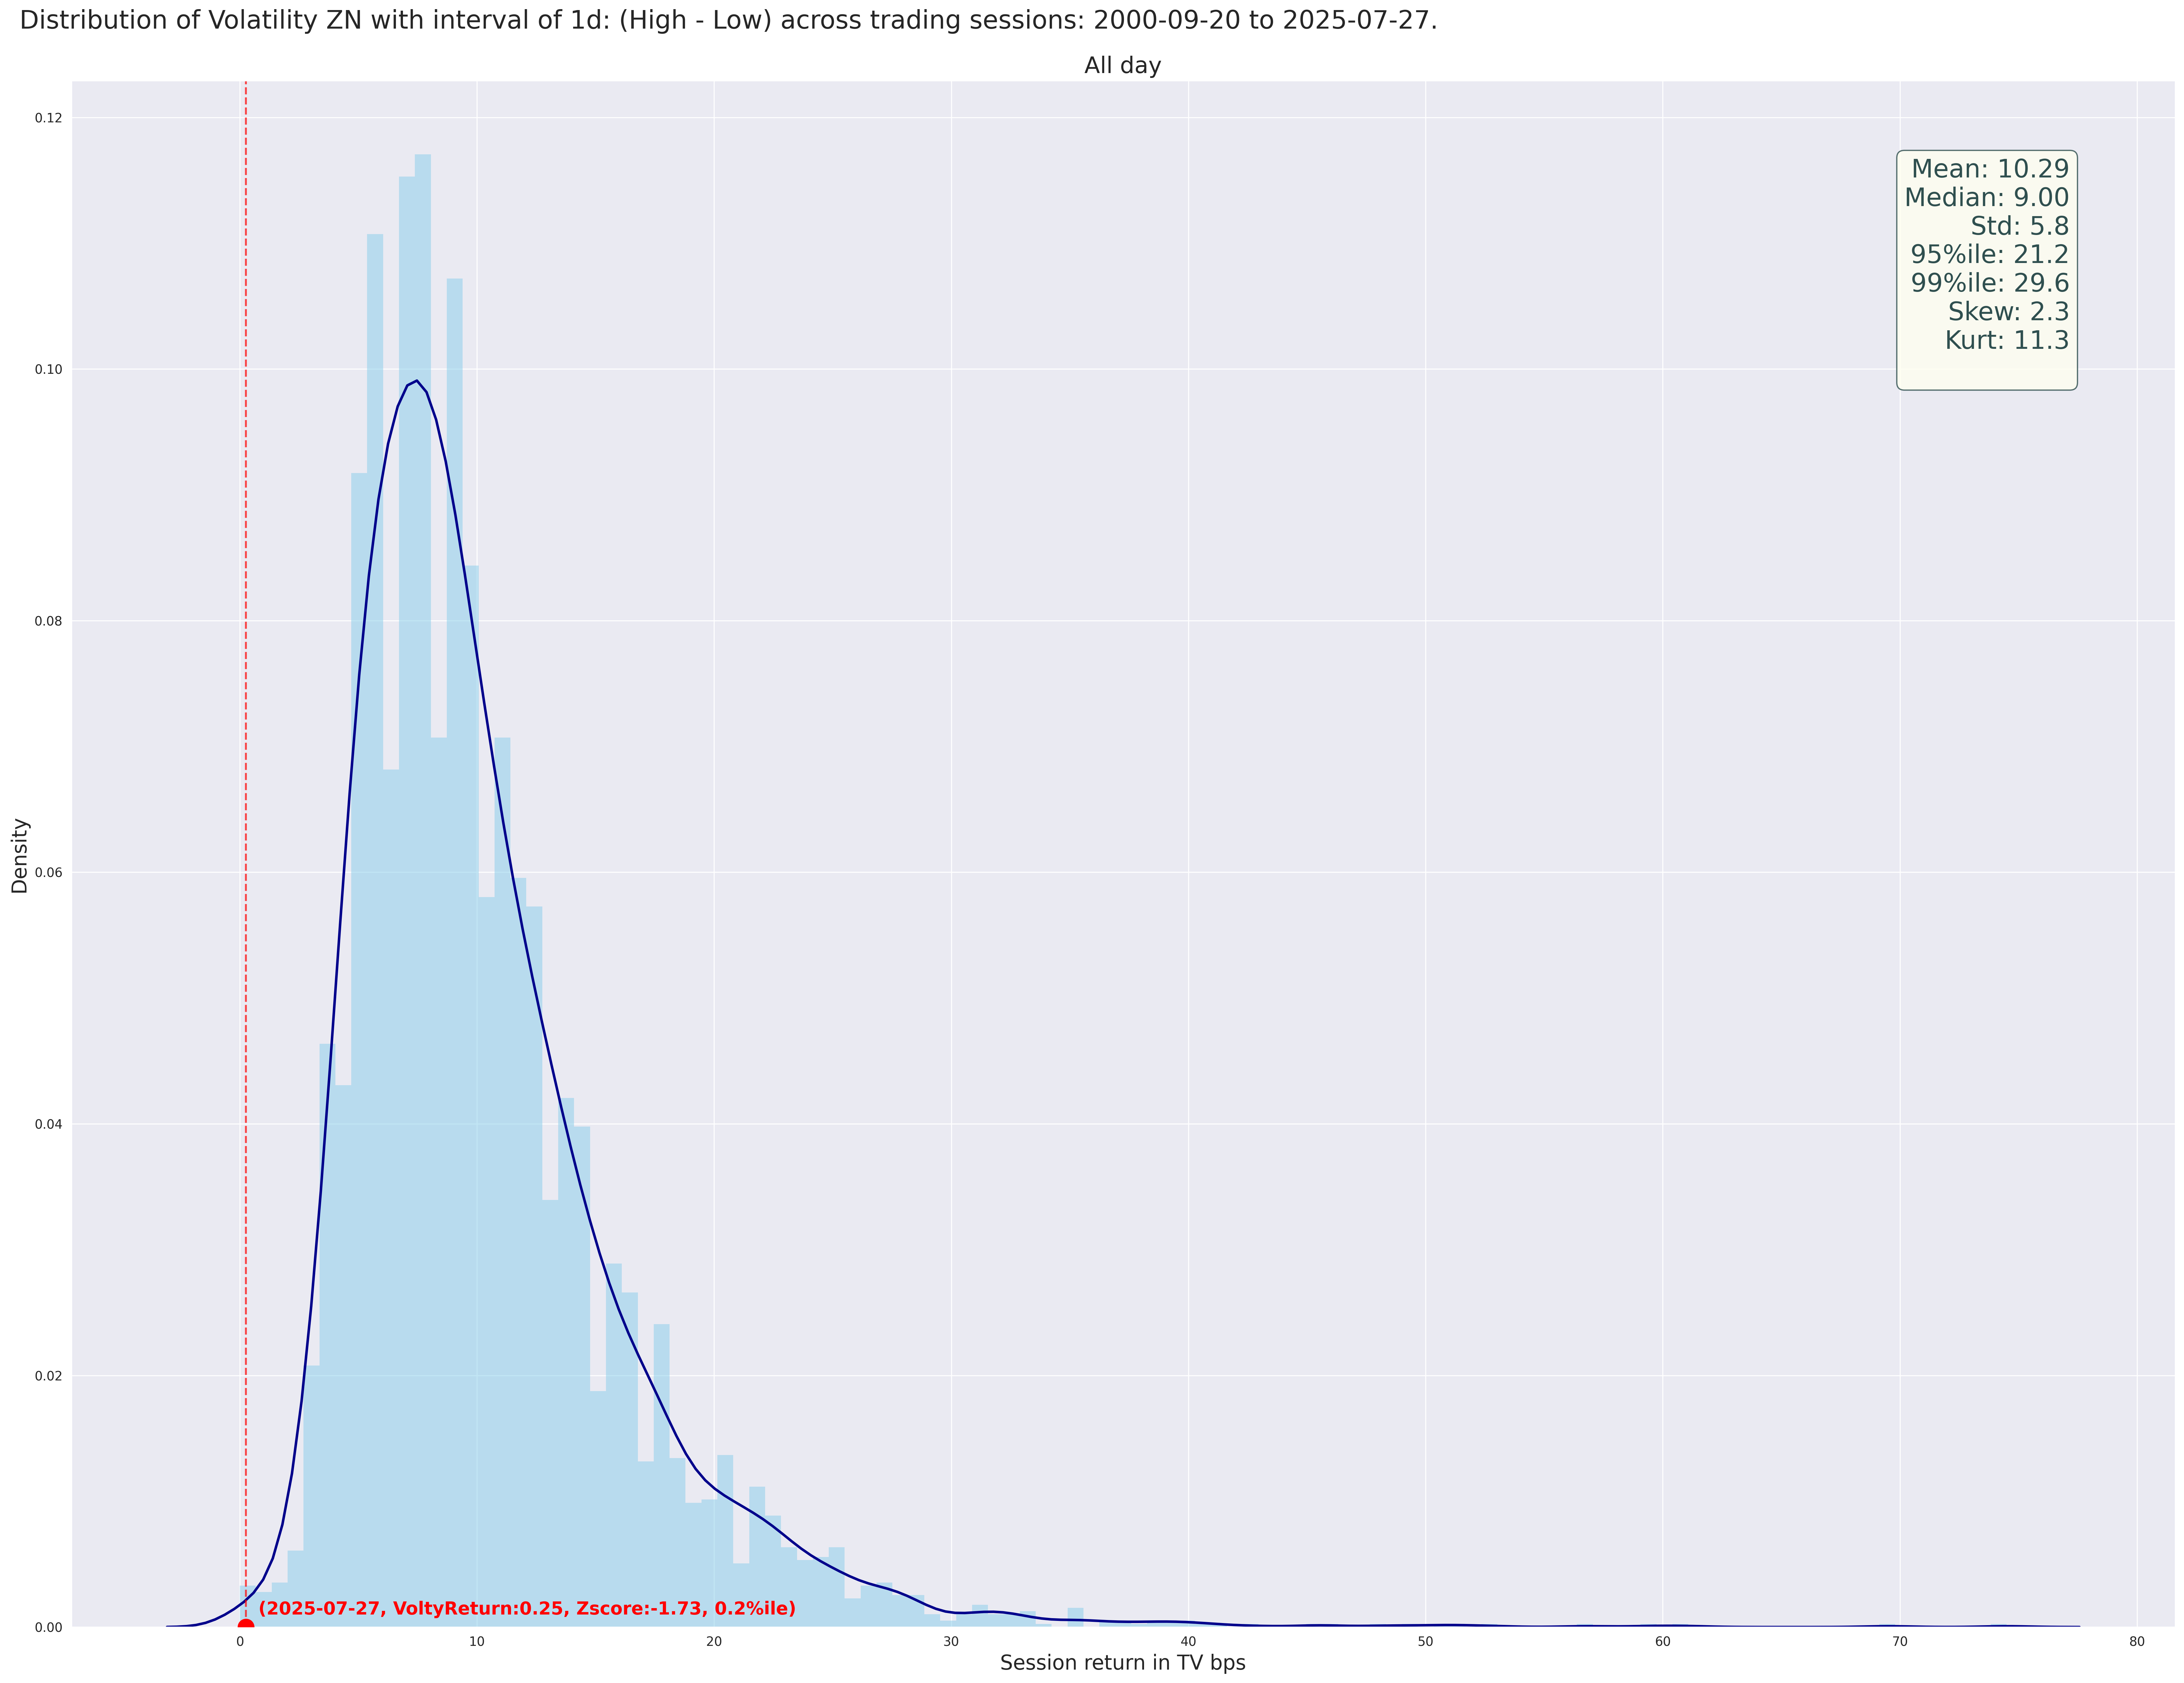 Distribution of Volatility ZN with interval of 1d: (High - Low) across trading sessions: 2000-09-20 to 2025-07-27.
All day
0.12
0.10
0.08
0.06
0.04
0.02
0.00
Density
Mean: 10.29
Median: 9.00
Std: 5.8
95%ile: 21.2
99%ile: 29.6
Skew: 2.3
Kurt: 11.3
(2025-07-27, VoltyReturn:0.25, Zscore:-1.73, 0.2%ile)
0 10 20 30 40 50 60 70 80
Session return in TV bps